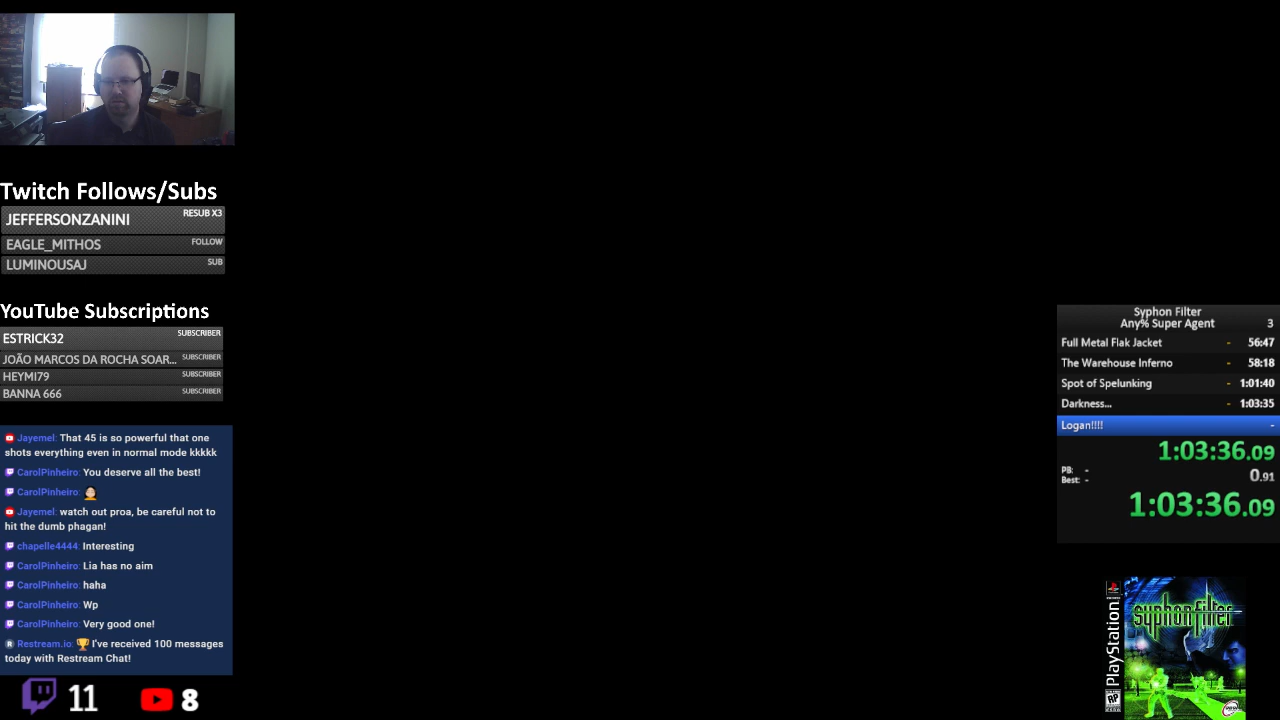 Twitch Follows/Subs
JEFFERSONZANINI RESUB X3
EAGLE_MITHOS FOLLOW
LUMINOUSAJ SUB
YouTube Subscriptions
ESTRICK32 SUBSCRIBER
JOÃO MARCOS DA ROCHA SOAR... SUBSCRIBER
HEYMI79 SUBSCRIBER
BANNA 666 SUBSCRIBER
Jayemel: That 45 is so powerful that one
shots everything even in normal mode kkkkk
CarolPinheiro: You deserve all the best!
CarolPinheiro:
Jayemel: watch out proa, be careful not to
hit the dumb phagan!
chapelle4444: Interesting
CarolPinheiro: Lia has no aim
CarolPinheiro: haha
CarolPinheiro: Wp
CarolPinheiro: Very good one!
Restream.io: 🏆 I've received 100 messages
today with Restream Chat!
11 8
Syphon Filter
Any% Super Agent 3
Full Metal Flak Jacket - 56:47
The Warehouse Inferno - 58:18
Spot of Spelunking - 1:01:40
Darkness... - 1:03:35
Logan!!!! -
1:03:36.09
PB: - 0.91
Best: -
1:03:36.09
PlayStation
syphon filter